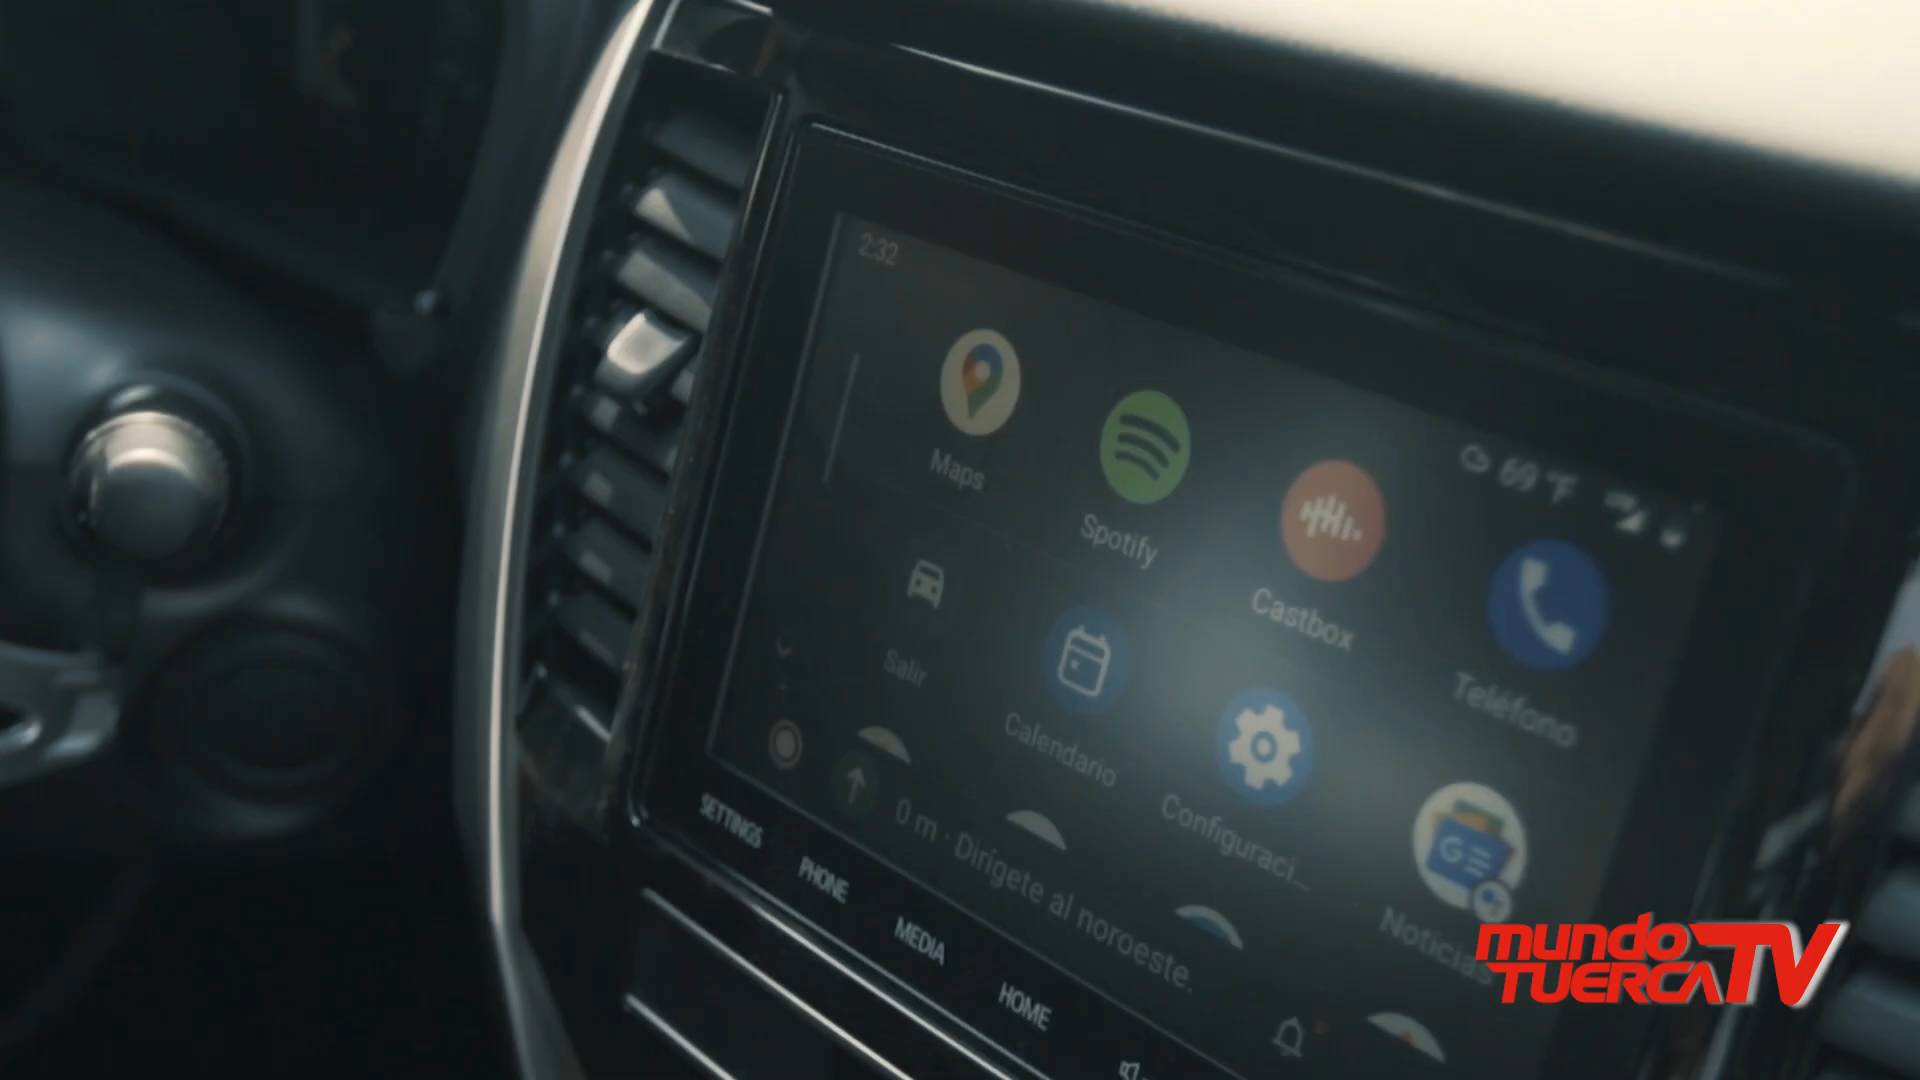 2:32
69 °F
Maps
Spotify
Castbox
Teléfono
Salir
Calendario
Configuraci...
Noticias
0 m · Dirígete al noroeste.
SETTINGS
PHONE
MEDIA
HOME
mundo
TUERCA TV